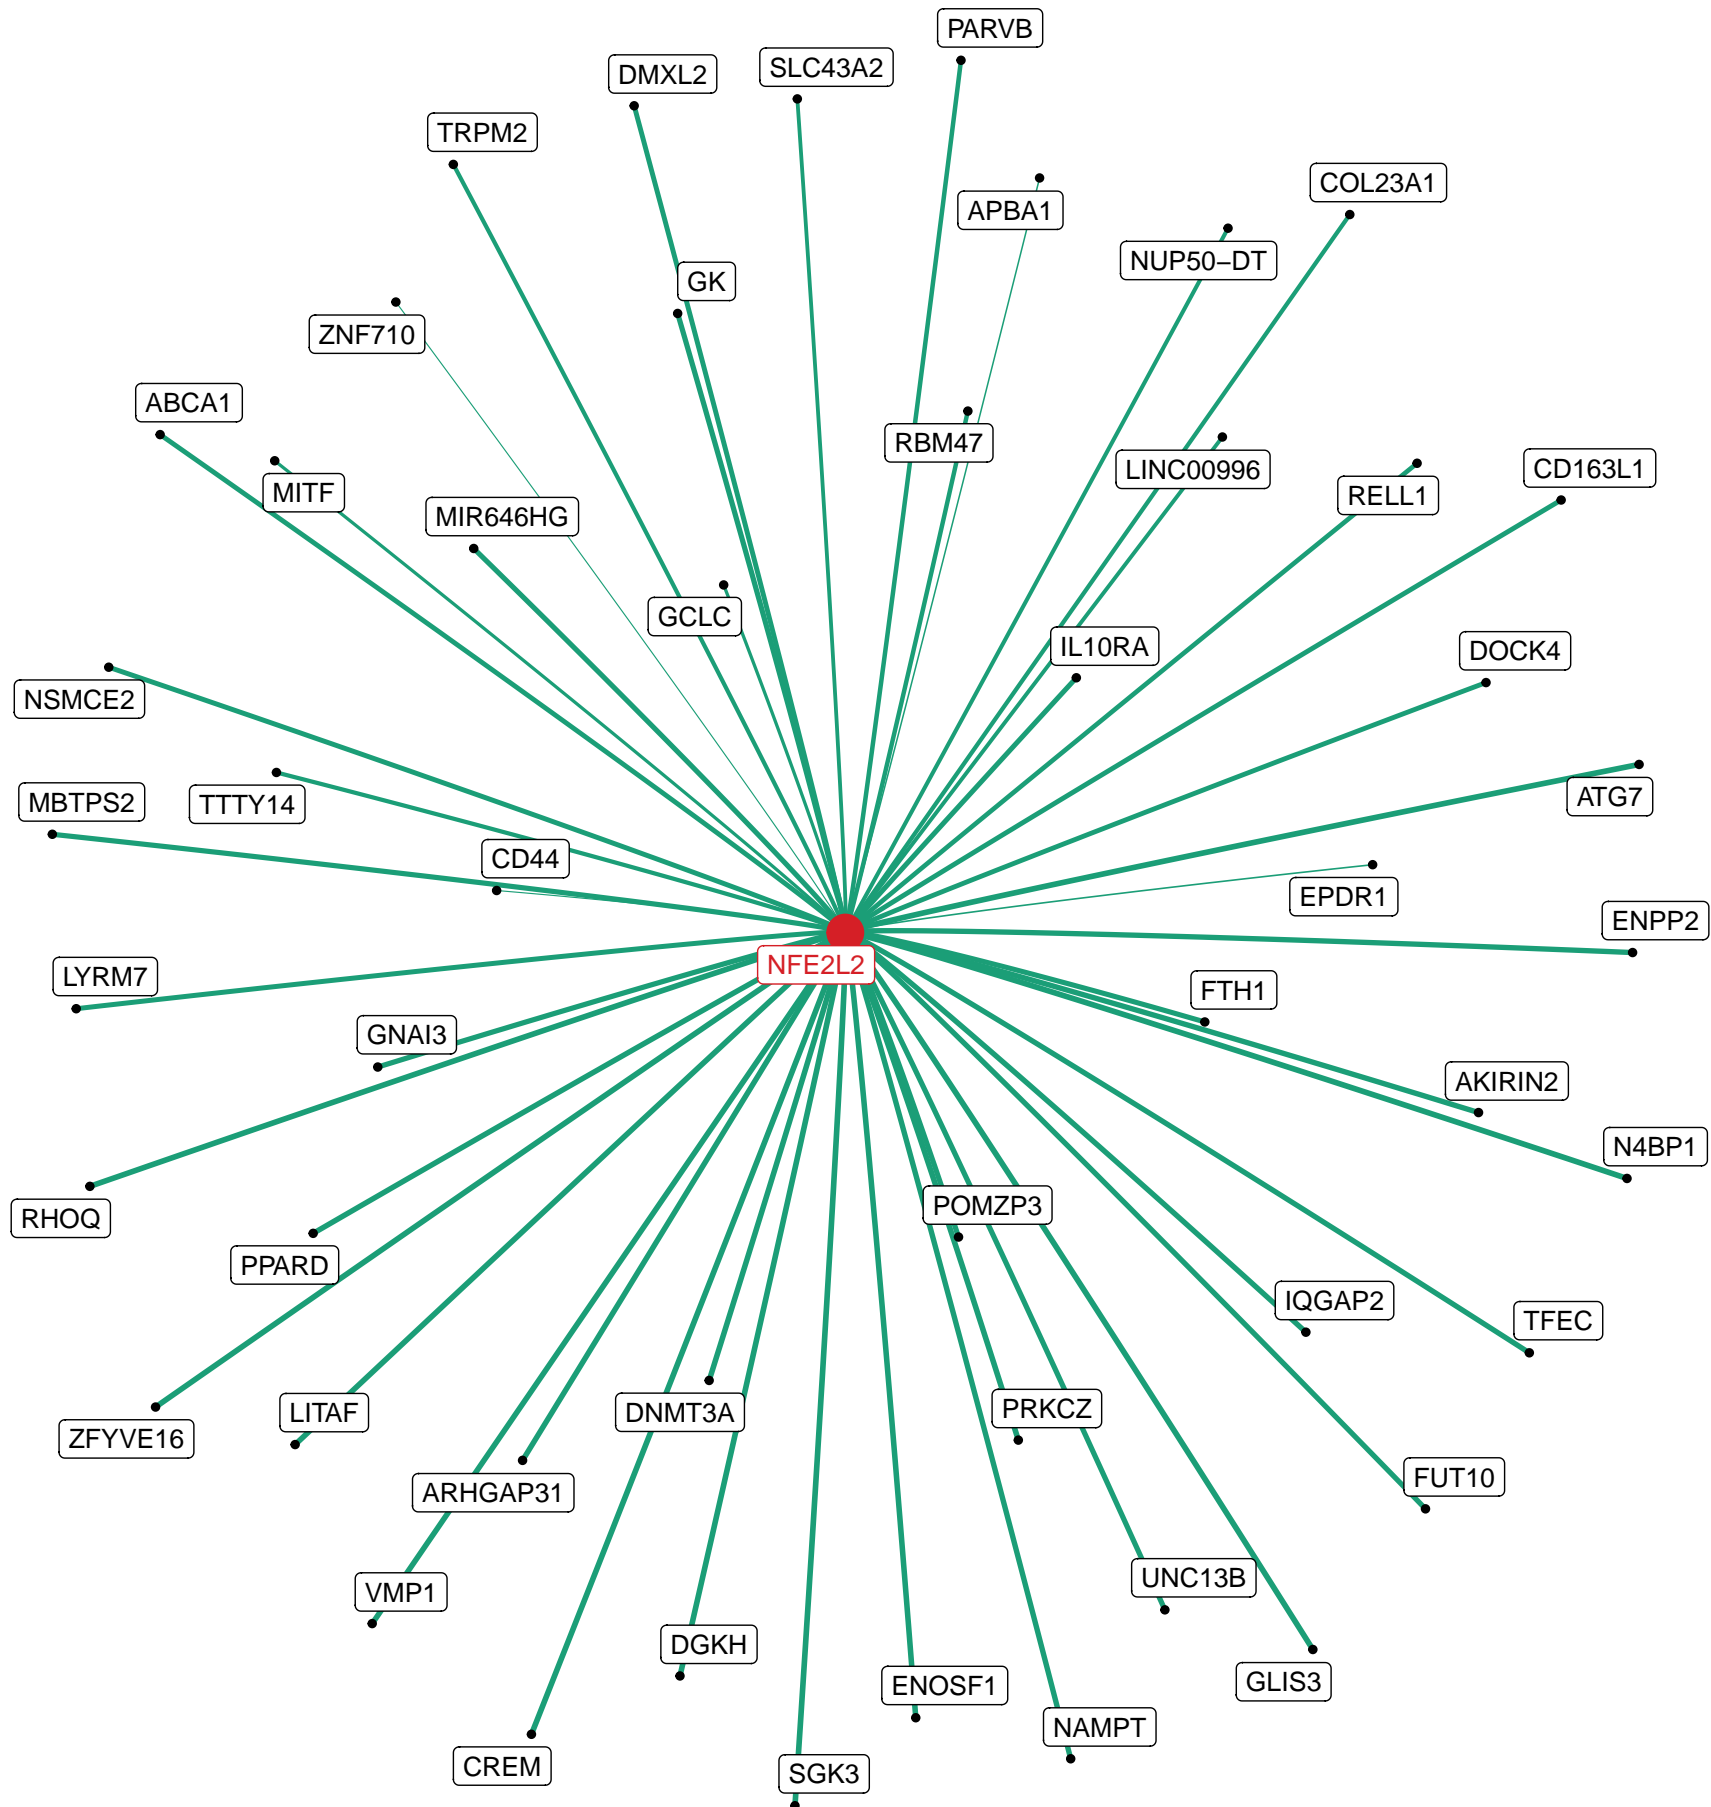 PARVB
SLC43A2
DMXL2
TRPM2
COL23A1
APBA1
NUP50−DT
GK
ZNF710
ABCA1
RBM47
LINC00996
CD163L1
MITF
RELL1
MIR646HG
GCLC
IL10RA
DOCK4
NSMCE2
ATG7
MBTPS2
TTTY14
CD44
EPDR1
ENPP2
NFE2L2
LYRM7
FTH1
GNAI3
AKIRIN2
N4BP1
POMZP3
RHOQ
PPARD
IQGAP2
TFEC
PRKCZ
LITAF
DNMT3A
ZFYVE16
FUT10
ARHGAP31
UNC13B
VMP1
DGKH
GLIS3
ENOSF1
NAMPT
CREM
SGK3